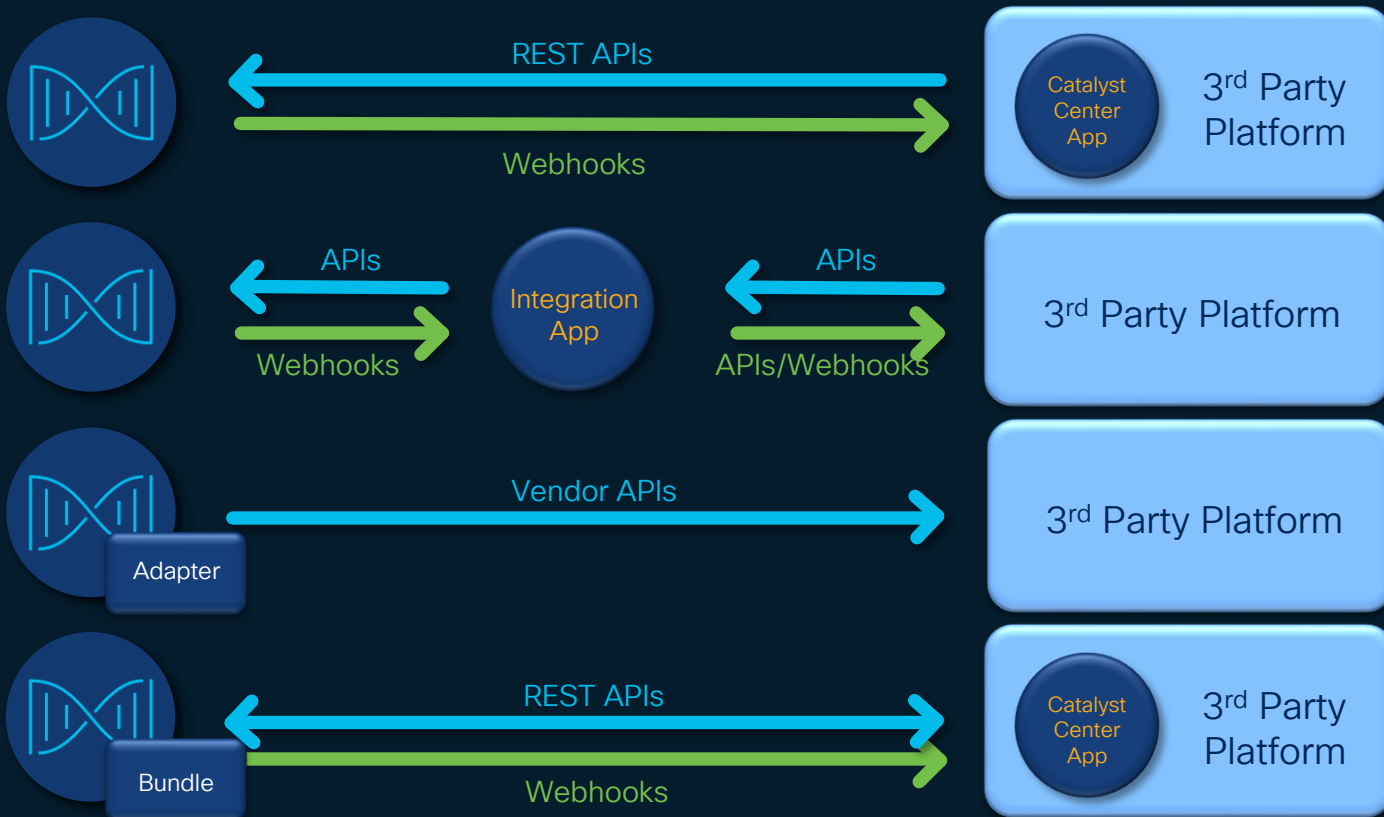 REST APIs
Catalyst
Center
App
3rd Party
Platform
Webhooks
APIs
APIs
Integration
App
3rd Party Platform
Webhooks
APIs/Webhooks
Vendor APIs
3rd Party Platform
Adapter
REST APIs
Catalyst
Center
App
3rd Party
Platform
Bundle
Webhooks